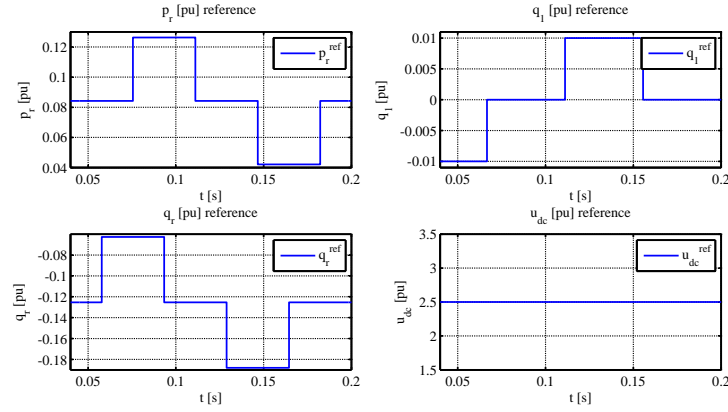 p_r [pu] reference
0.12
0.1
0.08
0.06
0.04
p_r [pu]
p_r^ref
0.05 0.1 0.15 0.2
t [s]
q_1 [pu] reference
0.01
0.005
0
-0.005
-0.01
q_1 [pu]
q_1^ref
0.05 0.1 0.15 0.2
t [s]
q_r [pu] reference
-0.08
-0.1
-0.12
-0.14
-0.16
-0.18
q_r [pu]
q_r^ref
0.05 0.1 0.15 0.2
t [s]
u_dc [pu] reference
3.5
3
2.5
2
1.5
u_dc [pu]
u_dc^ref
0.05 0.1 0.15 0.2
t [s]